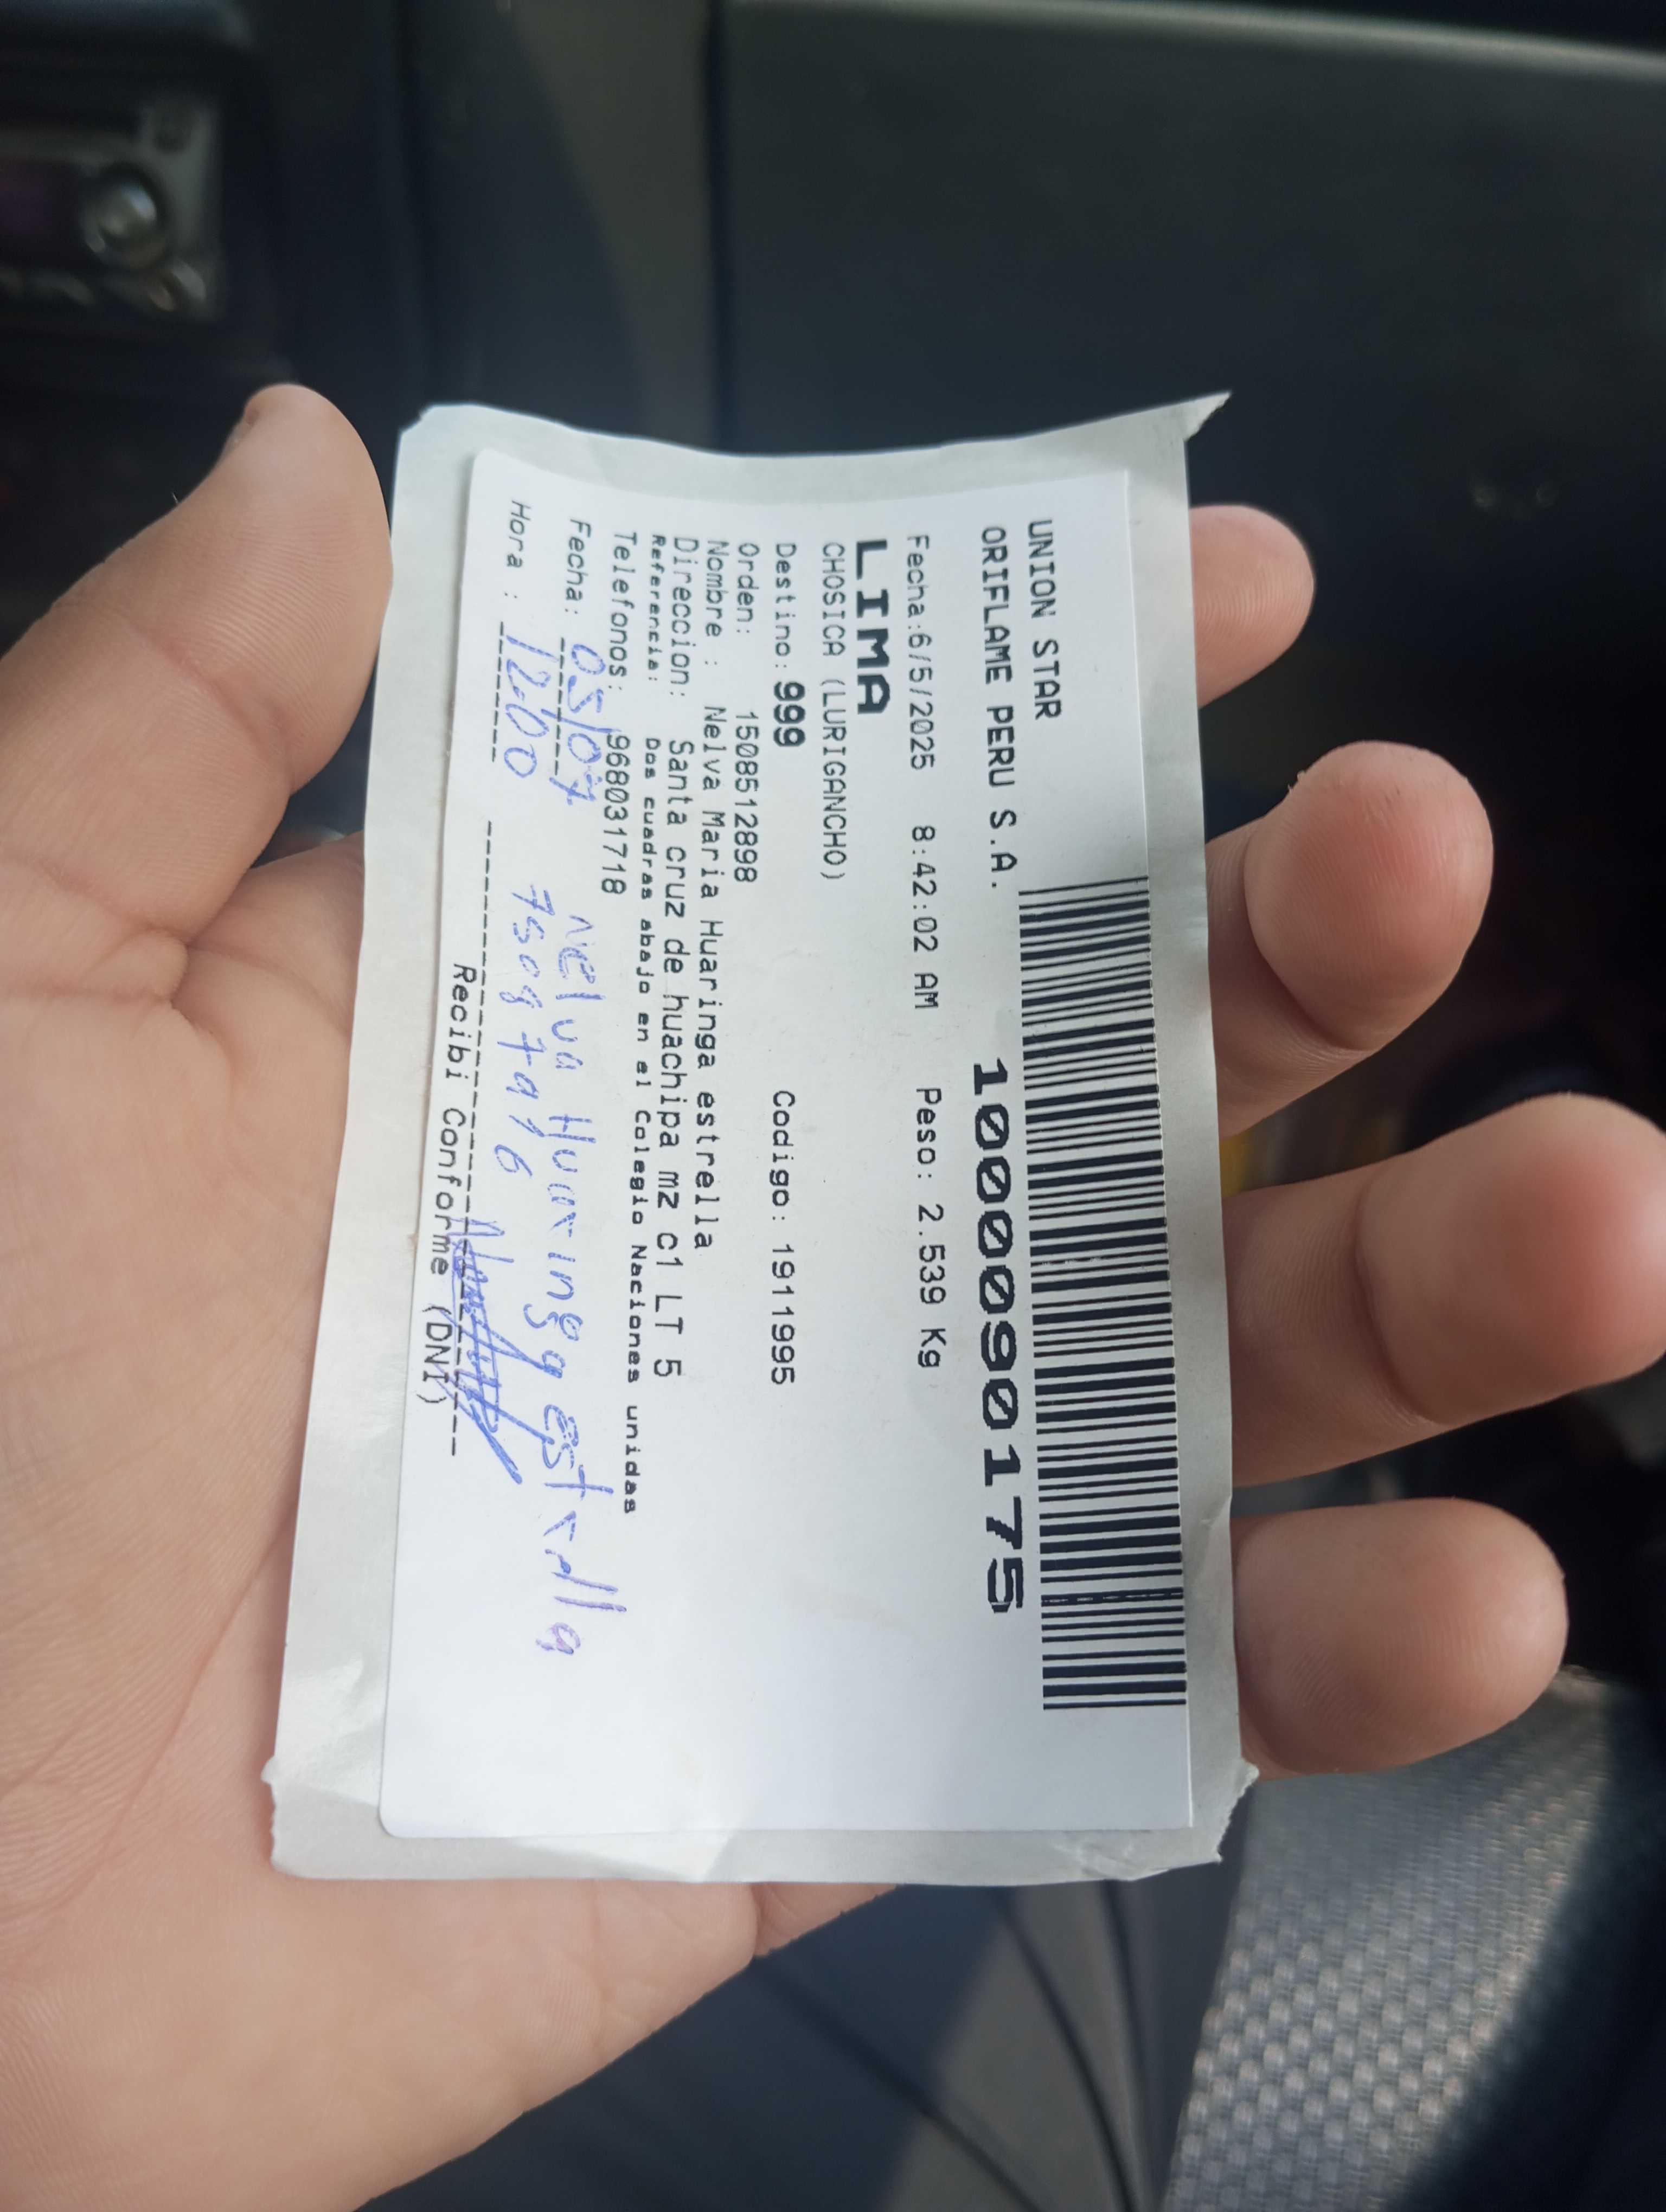 UNION STAR
ORIFLAME PERU S.A.
1000000901175
Fecha:6/5/2025 8:42:02 AM Peso: 2.539 Kg
LIMA
CHOSICA (LURIGANCHO)
Destino: 999 Codigo: 1911995
Orden: 1508512898
Nombre : Nelva Maria Huaringa estrella
Direccion: Santa cruz de huachipa mz c1 LT 5
Referencia: Dos cuadras abajo en el Colegio Naciones unidas
Telefonos: 968031718
Fecha: 05/07 Nelva Huaringa estrella
Hora : 12:00
Recibi Conforme (DNI)